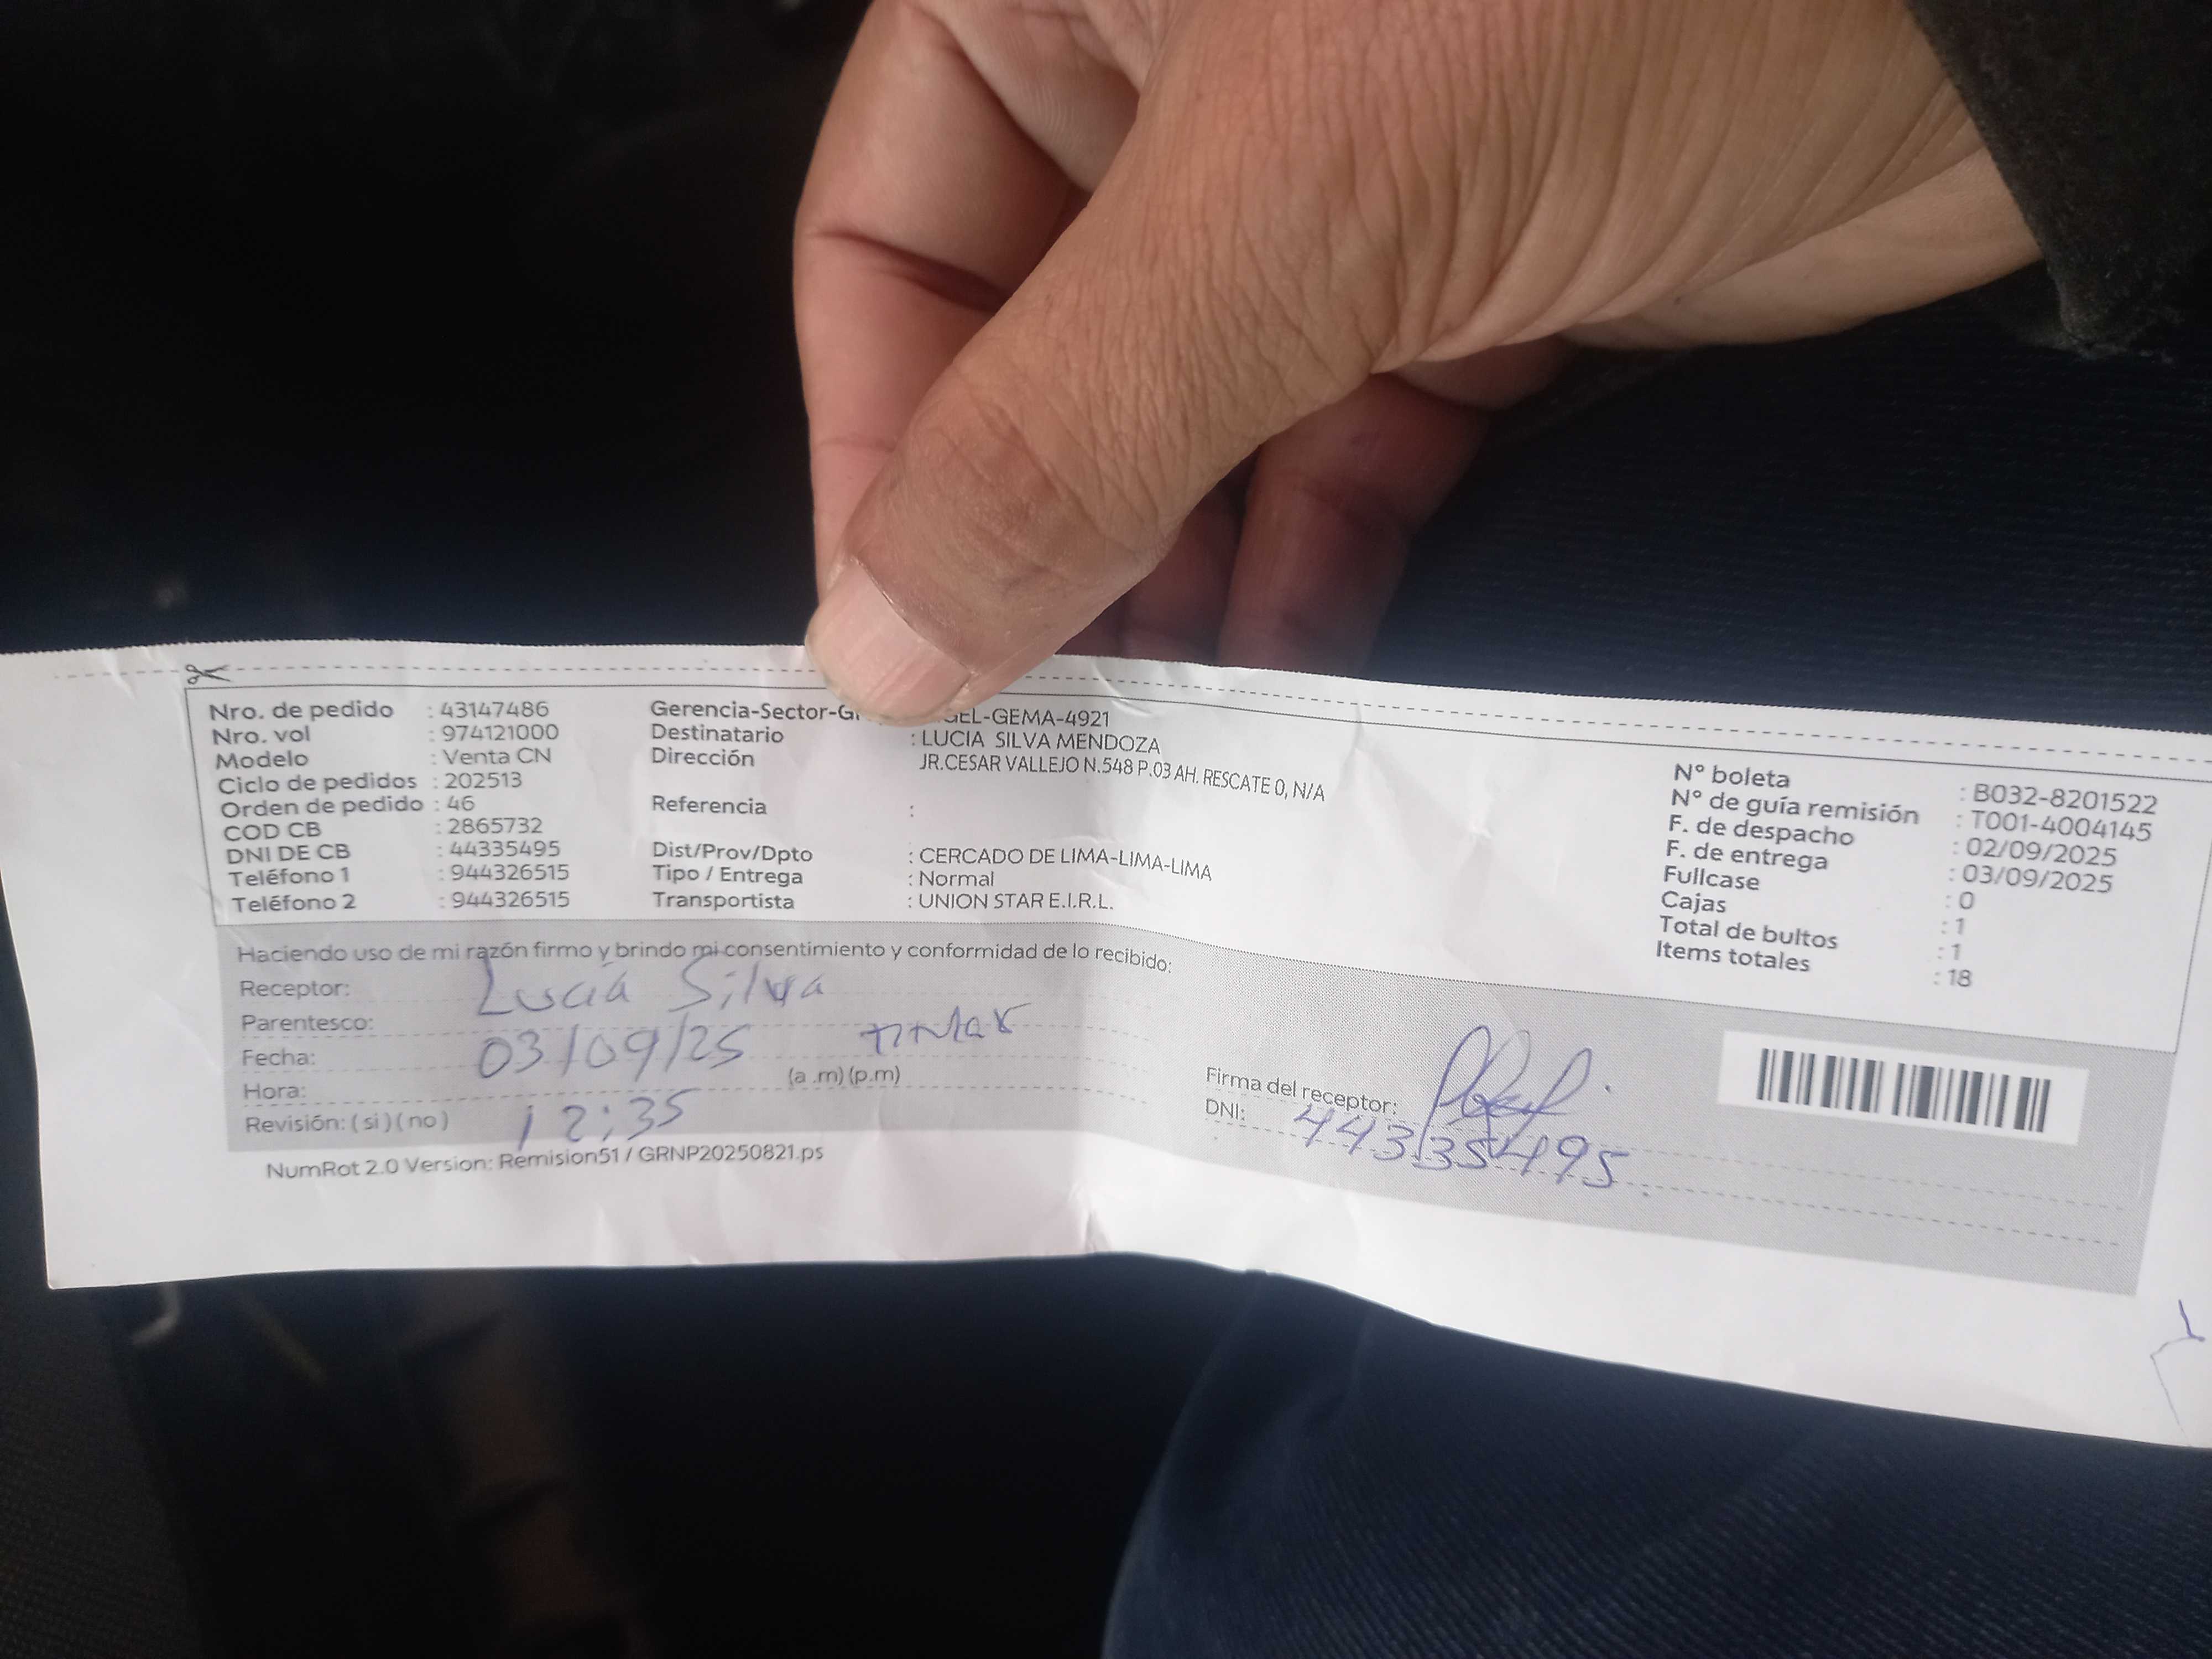 Nro. de pedido : 43147486
Nro. vol : 974121000
Modelo : Venta CN
Ciclo de pedidos : 202513
Orden de pedido : 46
COD CB : 2865732
DNI DE CB : 44335495
Teléfono 1 : 944326515
Teléfono 2 : 944326515
Gerencia-Sector- GEL-GEMA-4921
Destinatario : LUCIA SILVA MENDOZA
Dirección JR.CESAR VALLEJO N.548 P.03 AH. RESCATE 0, N/A
Referencia :
Dist/Prov/Dpto : CERCADO DE LIMA-LIMA-LIMA
Tipo / Entrega : Normal
Transportista : UNION STAR E.I.R.L.
N° boleta : B032-8201522
N° de guía remisión : T001-4004145
F. de despacho : 02/09/2025
F. de entrega : 03/09/2025
Fullcase : 0
Cajas : 1
Total de bultos : 1
Items totales : 18
Haciendo uso de mi razón firmo y brindo mi consentimiento y conformidad de lo recibido:
Receptor: Lucia Silva
Parentesco:
Fecha: 03/09/25
Hora: (a .m) (p.m)
Revisión: ( si ) ( no ) 12:35
Firma del receptor:
DNI: 44335495.
NumRot 2.0 Version: Remision51 / GRNP20250821.ps